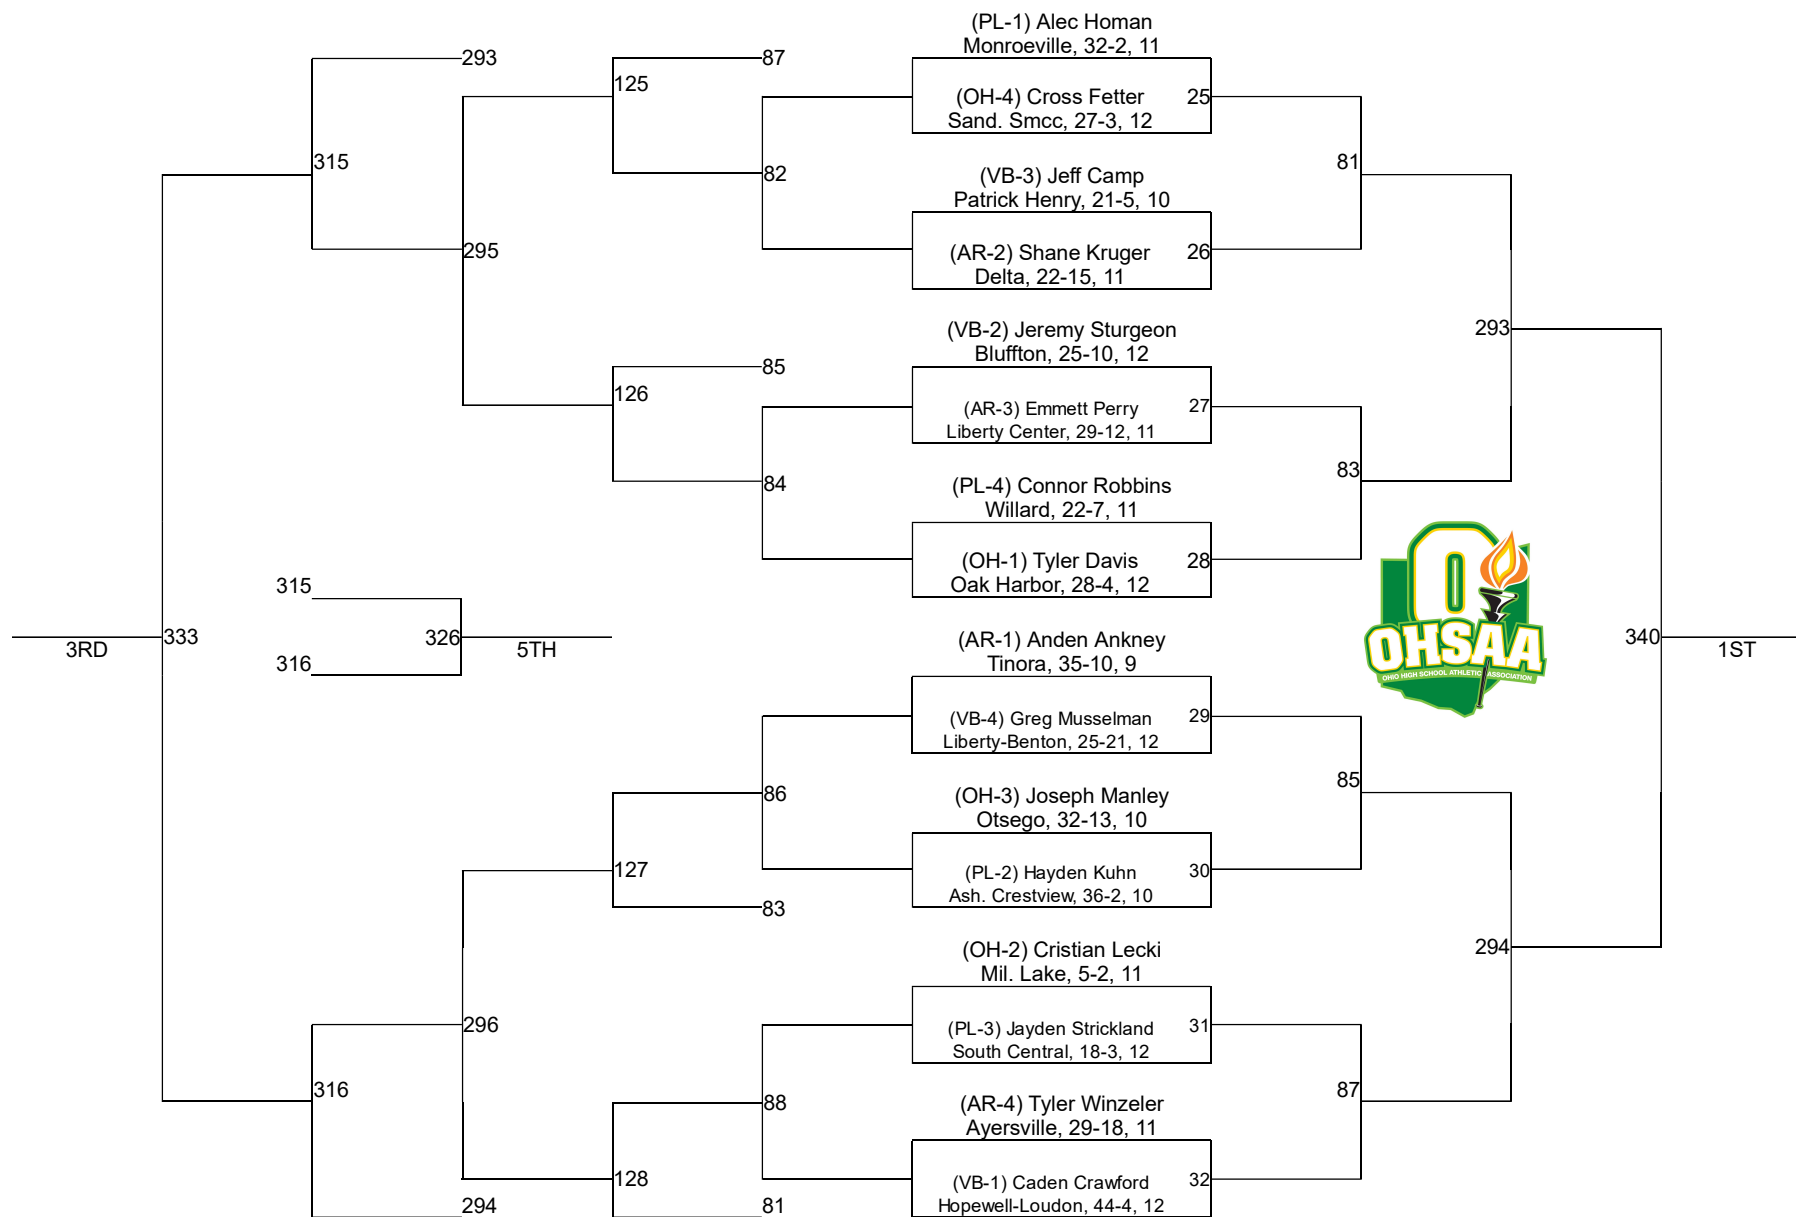 (PL-1) Alec Homan
Monroeville, 32-2, 11
293
87
125
(OH-4) Cross Fetter
25
Sand. Smcc, 27-3, 12
315
82
81
(VB-3) Jeff Camp
Patrick Henry, 21-5, 10
295
(AR-2) Shane Kruger
26
Delta, 22-15, 11
(VB-2) Jeremy Sturgeon
293
Bluffton, 25-10, 12
85
126
(AR-3) Emmett Perry
27
Liberty Center, 29-12, 11
84
83
(PL-4) Connor Robbins
Willard, 22-7, 11
(OH-1) Tyler Davis
28
Oak Harbor, 28-4, 12
315
333
3RD
326
5TH
316
(AR-1) Anden Ankney
Tinora, 35-10, 9
OHSAA
OHIO HIGH SCHOOL ATHLETIC ASSOCIATION
340
1ST
(VB-4) Greg Musselman
29
Liberty-Benton, 25-21, 12
86
85
(OH-3) Joseph Manley
Otsego, 32-13, 10
127
(PL-2) Hayden Kuhn
30
Ash. Crestview, 36-2, 10
83
(OH-2) Cristian Lecki
294
Mil. Lake, 5-2, 11
296
(PL-3) Jayden Strickland
31
South Central, 18-3, 12
316
88
87
(AR-4) Tyler Winzeler
Ayersville, 29-18, 11
128
(VB-1) Caden Crawford
32
Hopewell-Loudon, 44-4, 12
294
81